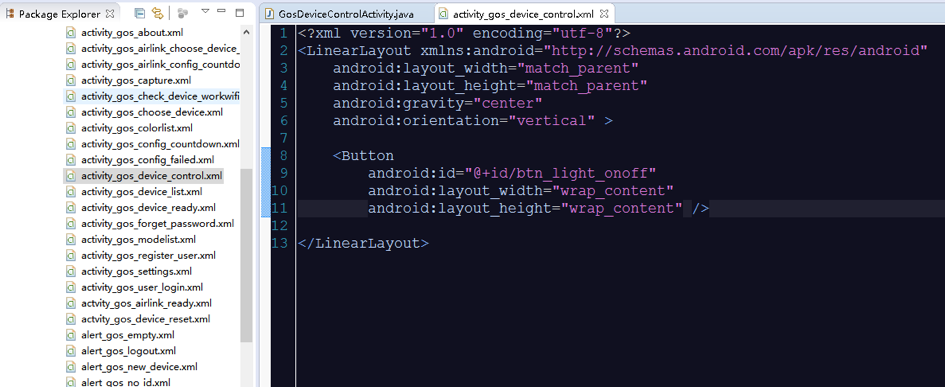 Package Explorer
activity_gos_about.xml
activity_gos_airlink_choose_device_
activity_gos_airlink_config_countdo
activity_gos_capture.xml
activity_gos_check_device_workwifi
activity_gos_choose_device.xml
activity_gos_colorlist.xml
activity_gos_config_countdown.xml
activity_gos_config_failed.xml
activity_gos_device_control.xml
activity_gos_device_list.xml
activity_gos_device_ready.xml
activity_gos_forget_password.xml
activity_gos_modelist.xml
activity_gos_register_user.xml
activity_gos_settings.xml
activity_gos_user_login.xml
actvity_gos_airlink_ready.xml
actvity_gos_device_reset.xml
alert_gos_empty.xml
alert_gos_logout.xml
alert_gos_new_device.xml
alert_gos_no_id.xml
GosDeviceControlActivity.java
activity_gos_device_control.xml
1 <?xml version="1.0" encoding="utf-8"?>
2 <LinearLayout xmlns:android="http://schemas.android.com/apk/res/android"
3 android:layout_width="match_parent"
4 android:layout_height="match_parent"
5 android:gravity="center"
6 android:orientation="vertical" >
7
8 <Button
9 android:id="@+id/btn_light_onoff"
10 android:layout_width="wrap_content"
11 android:layout_height="wrap_content" />
12
13 </LinearLayout>